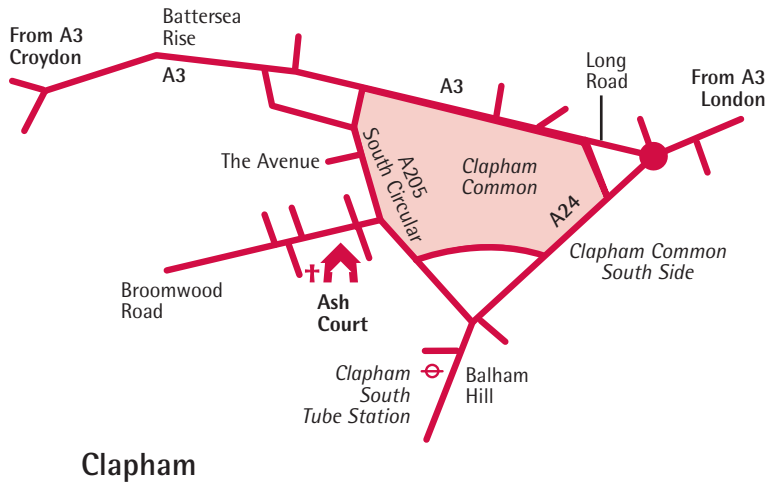 Battersea
Rise
From A3
Croydon
A3
A3
Long
Road
From A3
London
The Avenue
A205
South Circular
Clapham
Common
A24
Clapham Common
South Side
Broomwood
Road
Ash
Court
Clapham
South
Tube Station
Balham
Hill
Clapham